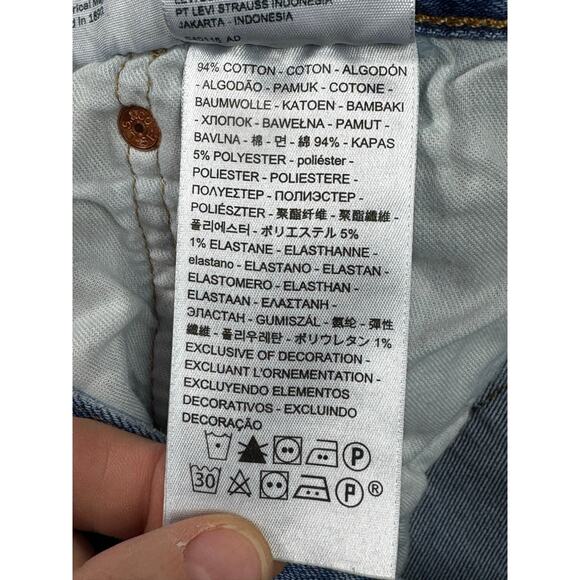 PT LEVI STRAUSS INDONESIA
JAKARTA - INDONESIA
94% COTTON - COTON - ALGODÓN
- ALGODÃO - PAMUK - COTONE -
BAUMWOLLE - KATOEN - BAMBAKI
- ХЛОПОК - BAWEŁNA - PAMUT -
BAVLNA - 棉 - 면 - 綿 94% - KAPAS
5% POLYESTER - poliéster -
POLIESTER - POLIESTERE -
ΠΟΛΥΕΣΤΕΡ - ПОЛИЭСТЕР -
POLIÉSZTER - 聚酯纤维 - 聚酯纖維 -
폴리에스터 - ポリエステル 5%
1% ELASTANE - ELASTHANNE -
elastano - ELASTANO - ELASTAN -
ELASTOMERO - ELASTHAN -
ELASTAAN - ΕΛΑΣΤΑΝΗ -
ЭЛАСТАН - GUMISZÁL - 氨纶 - 彈性
纖維 - 폴리우레탄 - ポリウレタン 1%
EXCLUSIVE OF DECORATION -
EXCLUANT L'ORNEMENTATION -
EXCLUYENDO ELEMENTOS
DECORATIVOS - EXCLUINDO
DECORAÇÃO
P
30 P ®